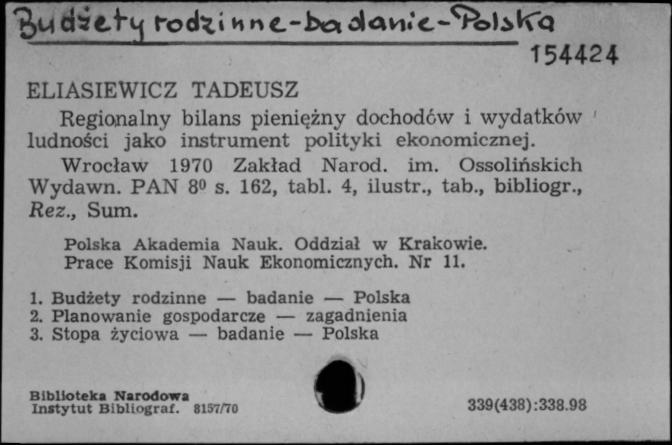 Budżety rodzinne-badanie-Polska
154424
ELIASIEWICZ TADEUSZ
Regionalny bilans pieniężny dochodów i wydatków
ludności jako instrument polityki ekonomicznej.
Wrocław 1970 Zakład Narod. im. Ossolińskich
Wydawn. PAN 8⁰ s. 162, tabl. 4, ilustr., tab., bibliogr.,
Rez., Sum.
Polska Akademia Nauk. Oddział w Krakowie.
Prace Komisji Nauk Ekonomicznych. Nr 11.
1. Budżety rodzinne — badanie — Polska
2. Planowanie gospodarcze — zagadnienia
3. Stopa życiowa — badanie — Polska
Biblioteka Narodowa
Instytut Bibliograf. 8157/70
339(438):338.98